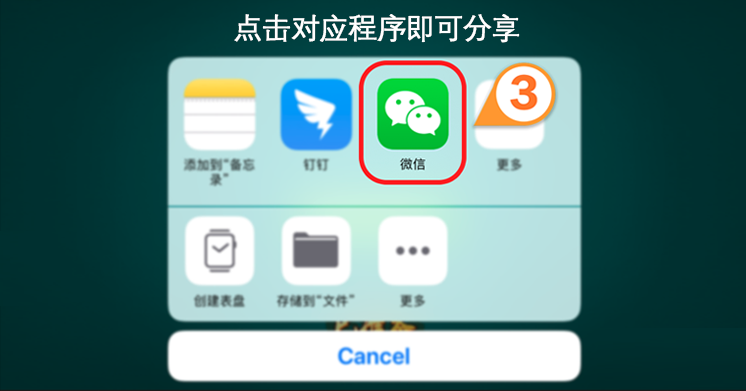 点击对应程序即可分享
3
添加到“备忘
录”
钉钉
微信
更多
创建表盘
存储到“文件”
更多
Cancel